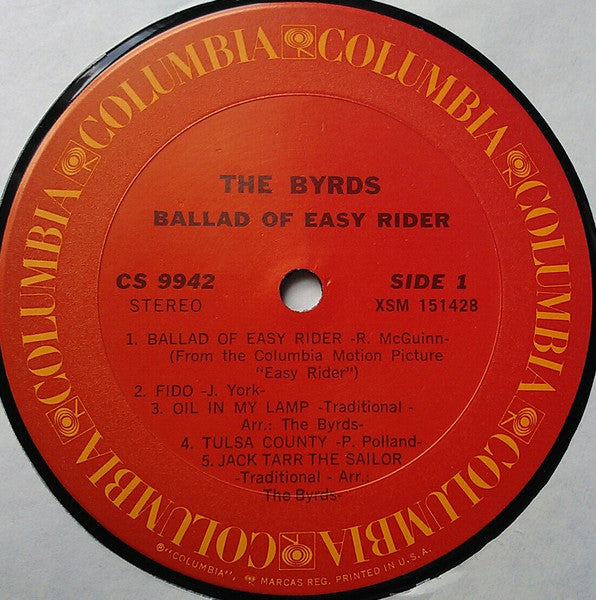 COLUMBIA COLUMBIA COLUMBIA COLUMBIA COLUMBIA COLUMBIA
THE BYRDS
BALLAD OF EASY RIDER
CS 9942 SIDE 1
STEREO XSM 151428
1. BALLAD OF EASY RIDER -R. McGuinn-
(From the Columbia Motion Picture
"Easy Rider")
2. FIDO -J. York-
3. OIL IN MY LAMP -Traditional -
Arr.: The Byrds-
4. TULSA COUNTY -P. Polland-
5. JACK TARR THE SAILOR
-Traditional - Arr.:
The Byrds-
®"COLUMBIA", MARCAS REG. PRINTED IN U.S.A.